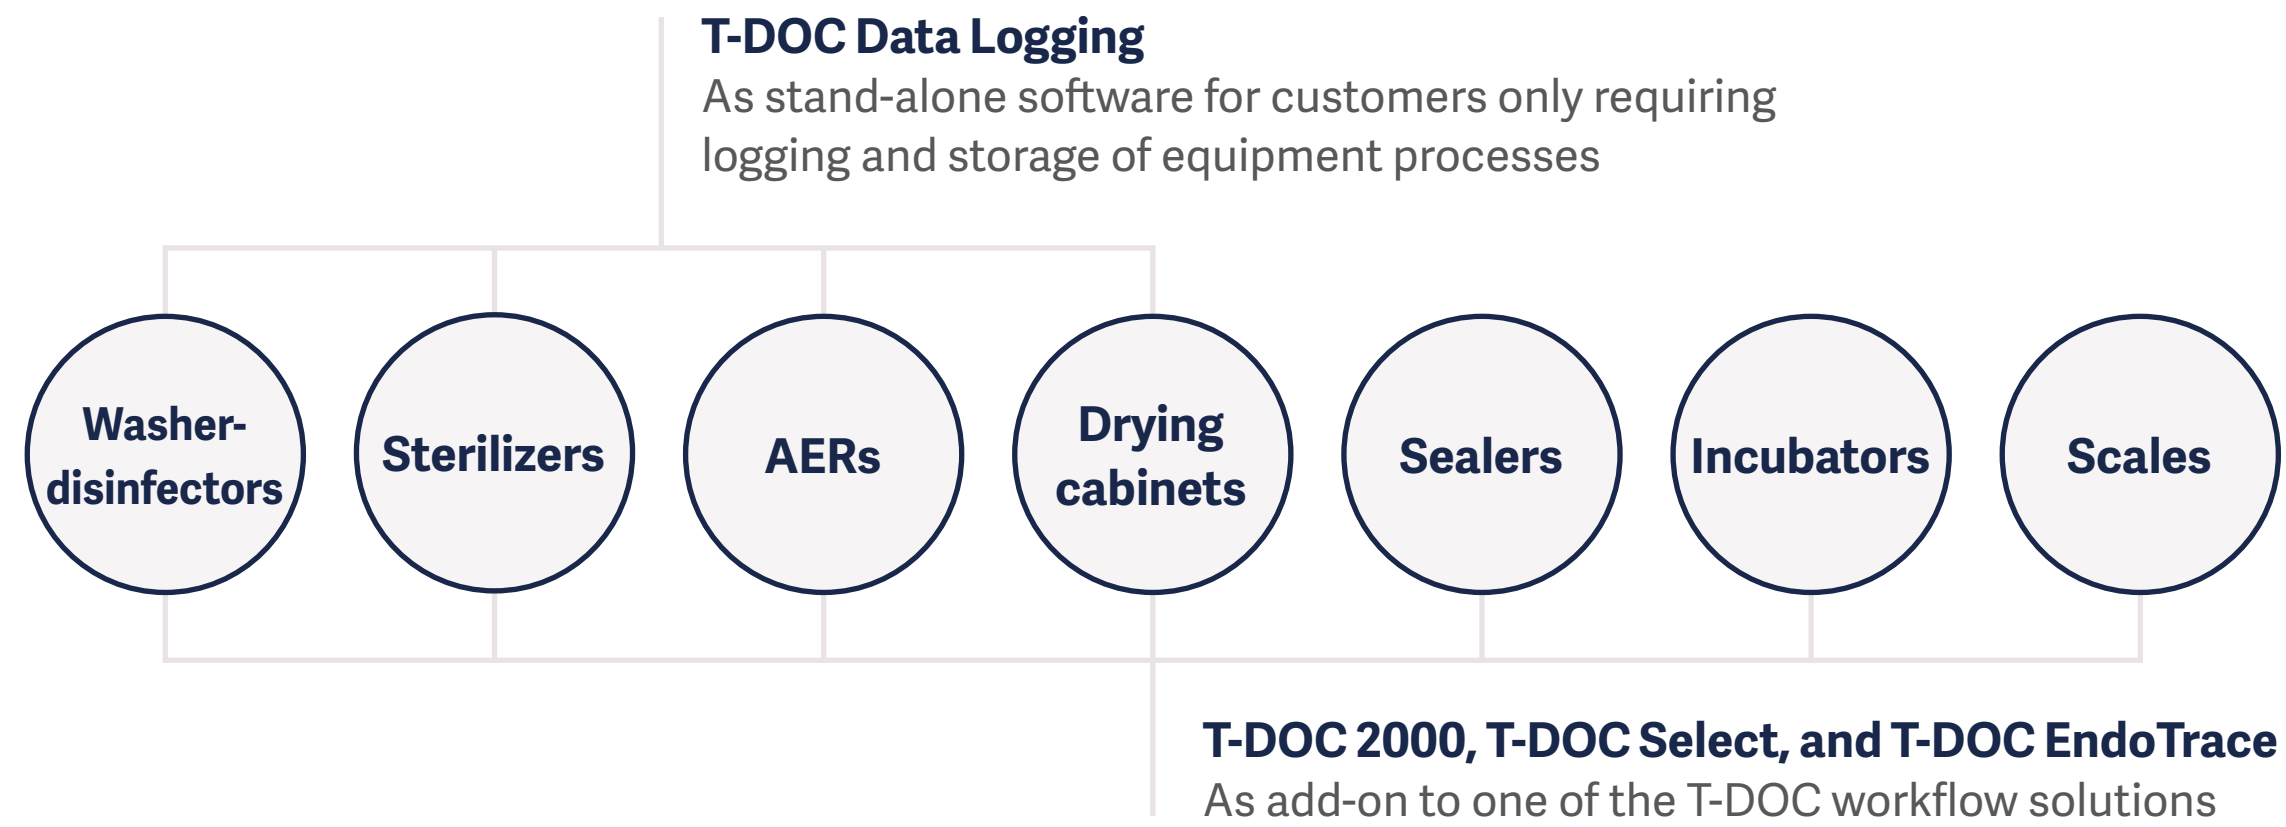 T-DOC Data Logging
As stand-alone software for customers only requiring
logging and storage of equipment processes
Washer-
disinfectors
Sterilizers
AERs
Drying
cabinets
Sealers
Incubators
Scales
T-DOC 2000, T-DOC Select, and T-DOC EndoTrace
As add-on to one of the T-DOC workflow solutions